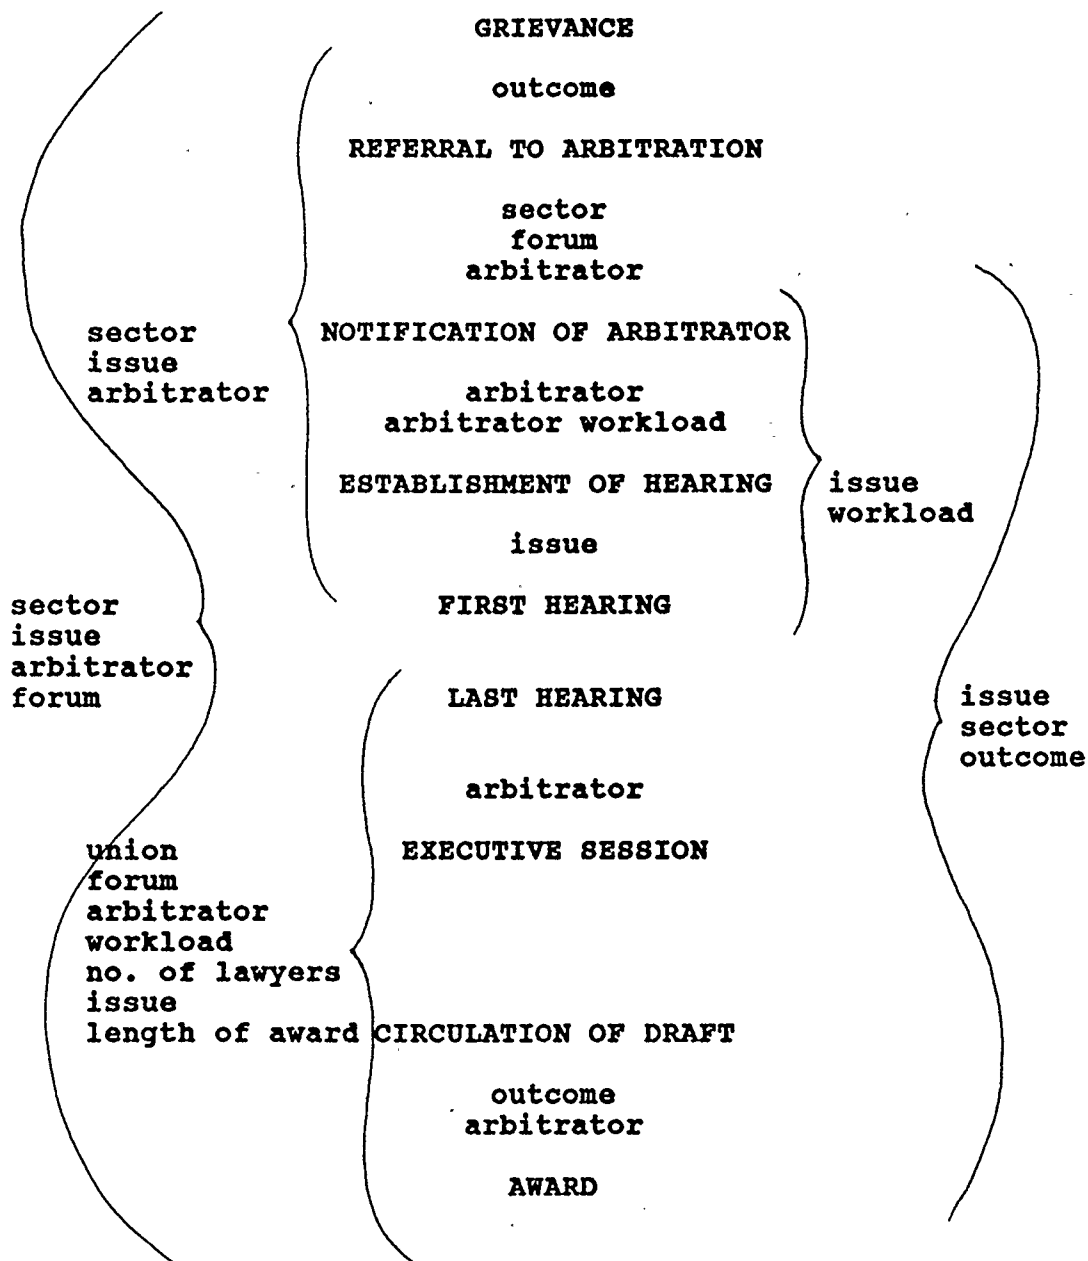 GRIEVANCE
outcome
REFERRAL TO ARBITRATION
sector
forum
arbitrator
sector
issue
arbitrator
NOTIFICATION OF ARBITRATOR
arbitrator
arbitrator workload
ESTABLISHMENT OF HEARING
issue
workload
issue
FIRST HEARING
sector
issue
arbitrator
forum
LAST HEARING
issue
sector
outcome
arbitrator
EXECUTIVE SESSION
union
forum
arbitrator
workload
no. of lawyers
issue
length of award
CIRCULATION OF DRAFT
outcome
arbitrator
AWARD